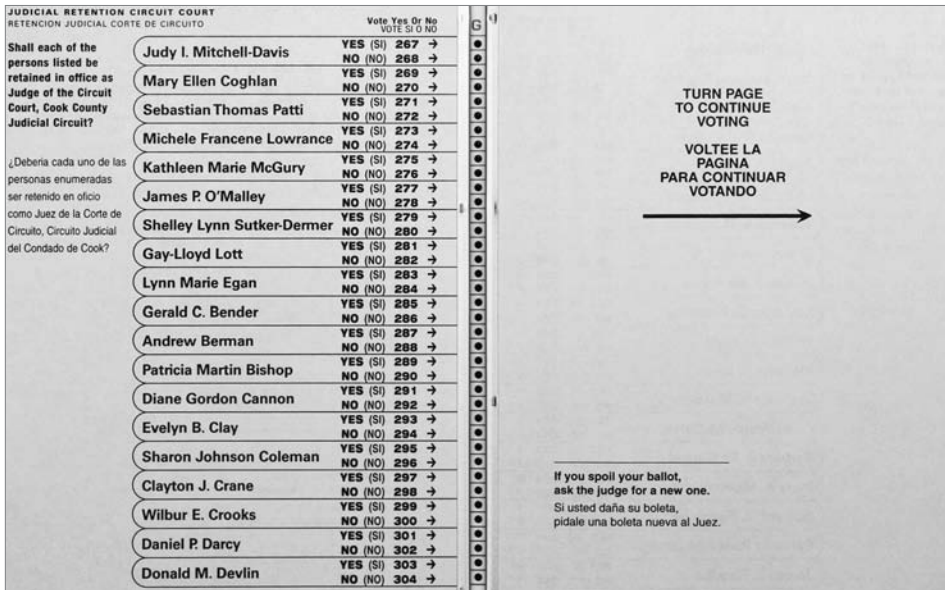 JUDICIAL RETENTION CIRCUIT COURT
RETENCION JUDICIAL CORTE DE CIRCUITO
Vote Yes Or No
VOTE SI O NO
G
Shall each of the
persons listed be
retained in office as
Judge of the Circuit
Court, Cook County
Judicial Circuit?
¿Deberia cada uno de las
personas enumeradas
ser retenido en oficio
como Juez de la Corte de
Circuito, Circuito Judicial
del Condado de Cook?
Judy I. Mitchell-Davis
YES (SI) 267 →
NO (NO) 268 →
Mary Ellen Coghlan
YES (SI) 269 →
NO (NO) 270 →
Sebastian Thomas Patti
YES (SI) 271 →
NO (NO) 272 →
Michele Francene Lowrance
YES (SI) 273 →
NO (NO) 274 →
Kathleen Marie McGury
YES (SI) 275 →
NO (NO) 276 →
James P. O'Malley
YES (SI) 277 →
NO (NO) 278 →
Shelley Lynn Sutker-Dermer
YES (SI) 279 →
NO (NO) 280 →
Gay-Lloyd Lott
YES (SI) 281 →
NO (NO) 282 →
Lynn Marie Egan
YES (SI) 283 →
NO (NO) 284 →
Gerald C. Bender
YES (SI) 285 →
NO (NO) 286 →
Andrew Berman
YES (SI) 287 →
NO (NO) 288 →
Patricia Martin Bishop
YES (SI) 289 →
NO (NO) 290 →
Diane Gordon Cannon
YES (SI) 291 →
NO (NO) 292 →
Evelyn B. Clay
YES (SI) 293 →
NO (NO) 294 →
Sharon Johnson Coleman
YES (SI) 295 →
NO (NO) 296 →
Clayton J. Crane
YES (SI) 297 →
NO (NO) 298 →
Wilbur E. Crooks
YES (SI) 299 →
NO (NO) 300 →
Daniel P. Darcy
YES (SI) 301 →
NO (NO) 302 →
Donald M. Devlin
YES (SI) 303 →
NO (NO) 304 →
TURN PAGE
TO CONTINUE
VOTING
VOLTEE LA
PAGINA
PARA CONTINUAR
VOTANDO
If you spoil your ballot,
ask the judge for a new one.
Si usted daña su boleta,
pidale una boleta nueva al Juez.